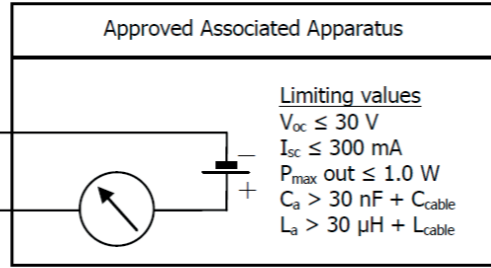 Approved Associated Apparatus
Limiting values
Voc ≤ 30 V
Isc ≤ 300 mA
Pmax out ≤ 1.0 W
Ca > 30 nF + Ccable
La > 30 µH + Lcable
−
+